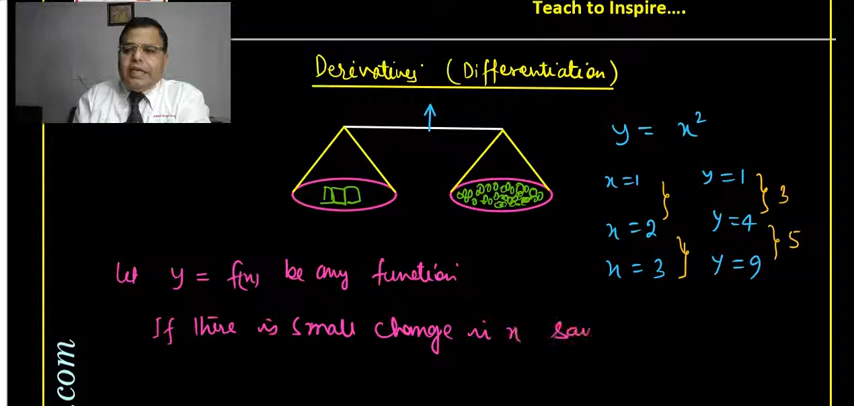 Teach to Inspire....
Derivatives (Differentiation)
y = x²
x=1 y=1 3
x=2 y=4 5
x=3 y=9
Let y = f(x) be any function
If there is small change in x say
.com